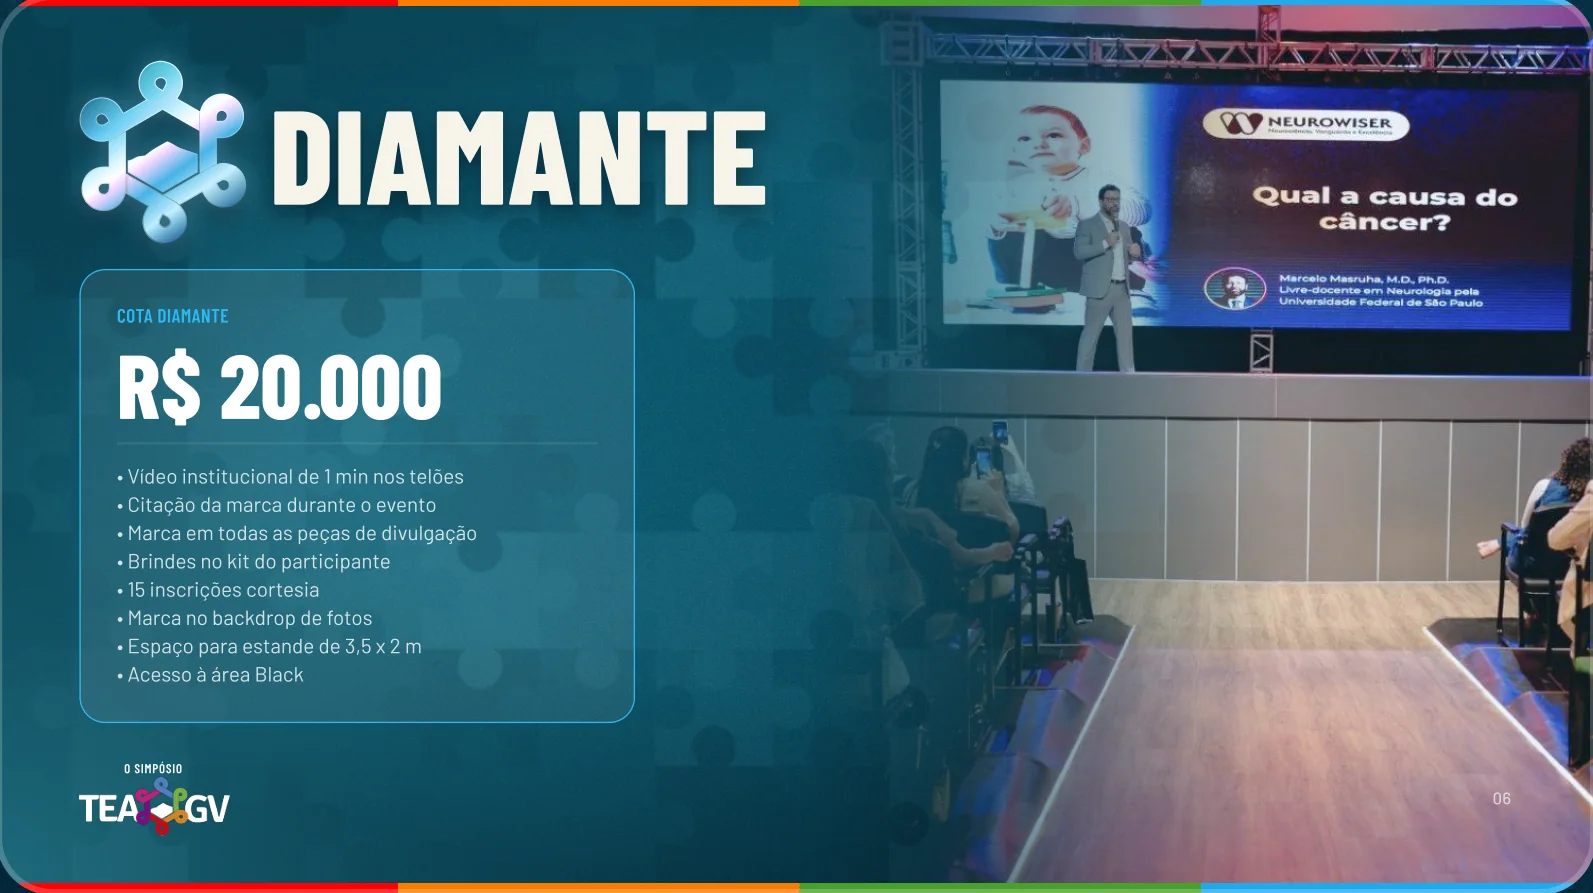 DIAMANTE
COTA DIAMANTE
R$ 20.000
• Vídeo institucional de 1 min nos telões
• Citação da marca durante o evento
• Marca em todas as peças de divulgação
• Brindes no kit do participante
• 15 inscrições cortesia
• Marca no backdrop de fotos
• Espaço para estande de 3,5 x 2 m
• Acesso à área Black
O SIMPÓSIO
TEA GV
NEUROWISER
Neurociência, Vanguarda e Excelência
Qual a causa do
câncer?
Marcelo Masruha, M.D., Ph.D.
Livre-docente em Neurologia pela
Universidade Federal de São Paulo
06